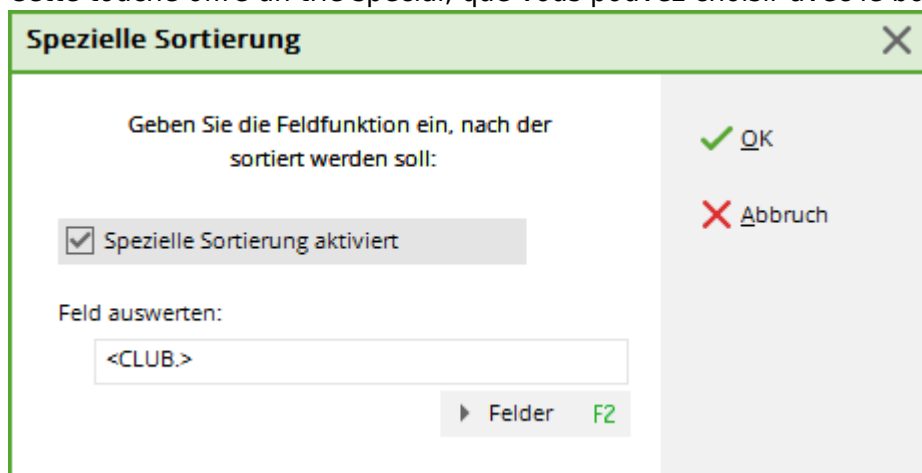 Spezielle Sortierung
Geben Sie die Feldfunktion ein, nach der
sortiert werden soll:
OK
Abbruch
Spezielle Sortierung aktiviert
Feld auswerten:
<CLUB.>
Felder F2